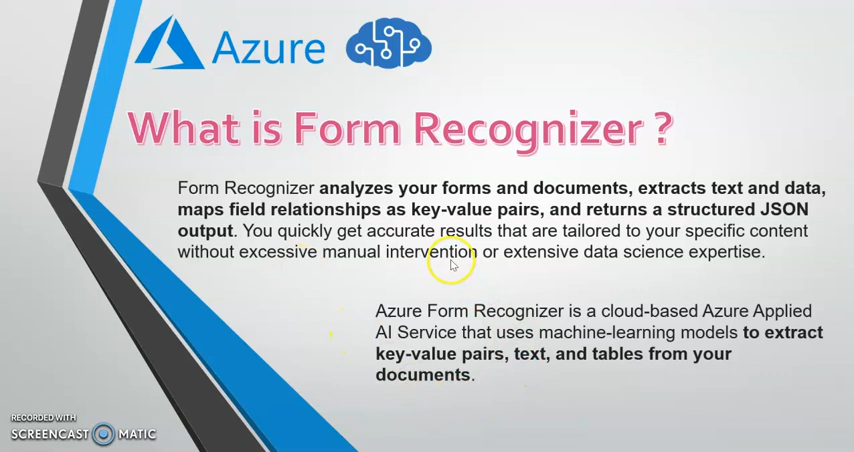 Azure
What is Form Recognizer ?
Form Recognizer analyzes your forms and documents, extracts text and data,
maps field relationships as key-value pairs, and returns a structured JSON
output. You quickly get accurate results that are tailored to your specific content
without excessive manual intervention or extensive data science expertise.
Azure Form Recognizer is a cloud-based Azure Applied
AI Service that uses machine-learning models to extract
key-value pairs, text, and tables from your
documents.
RECORDED WITH
SCREENCAST MATIC